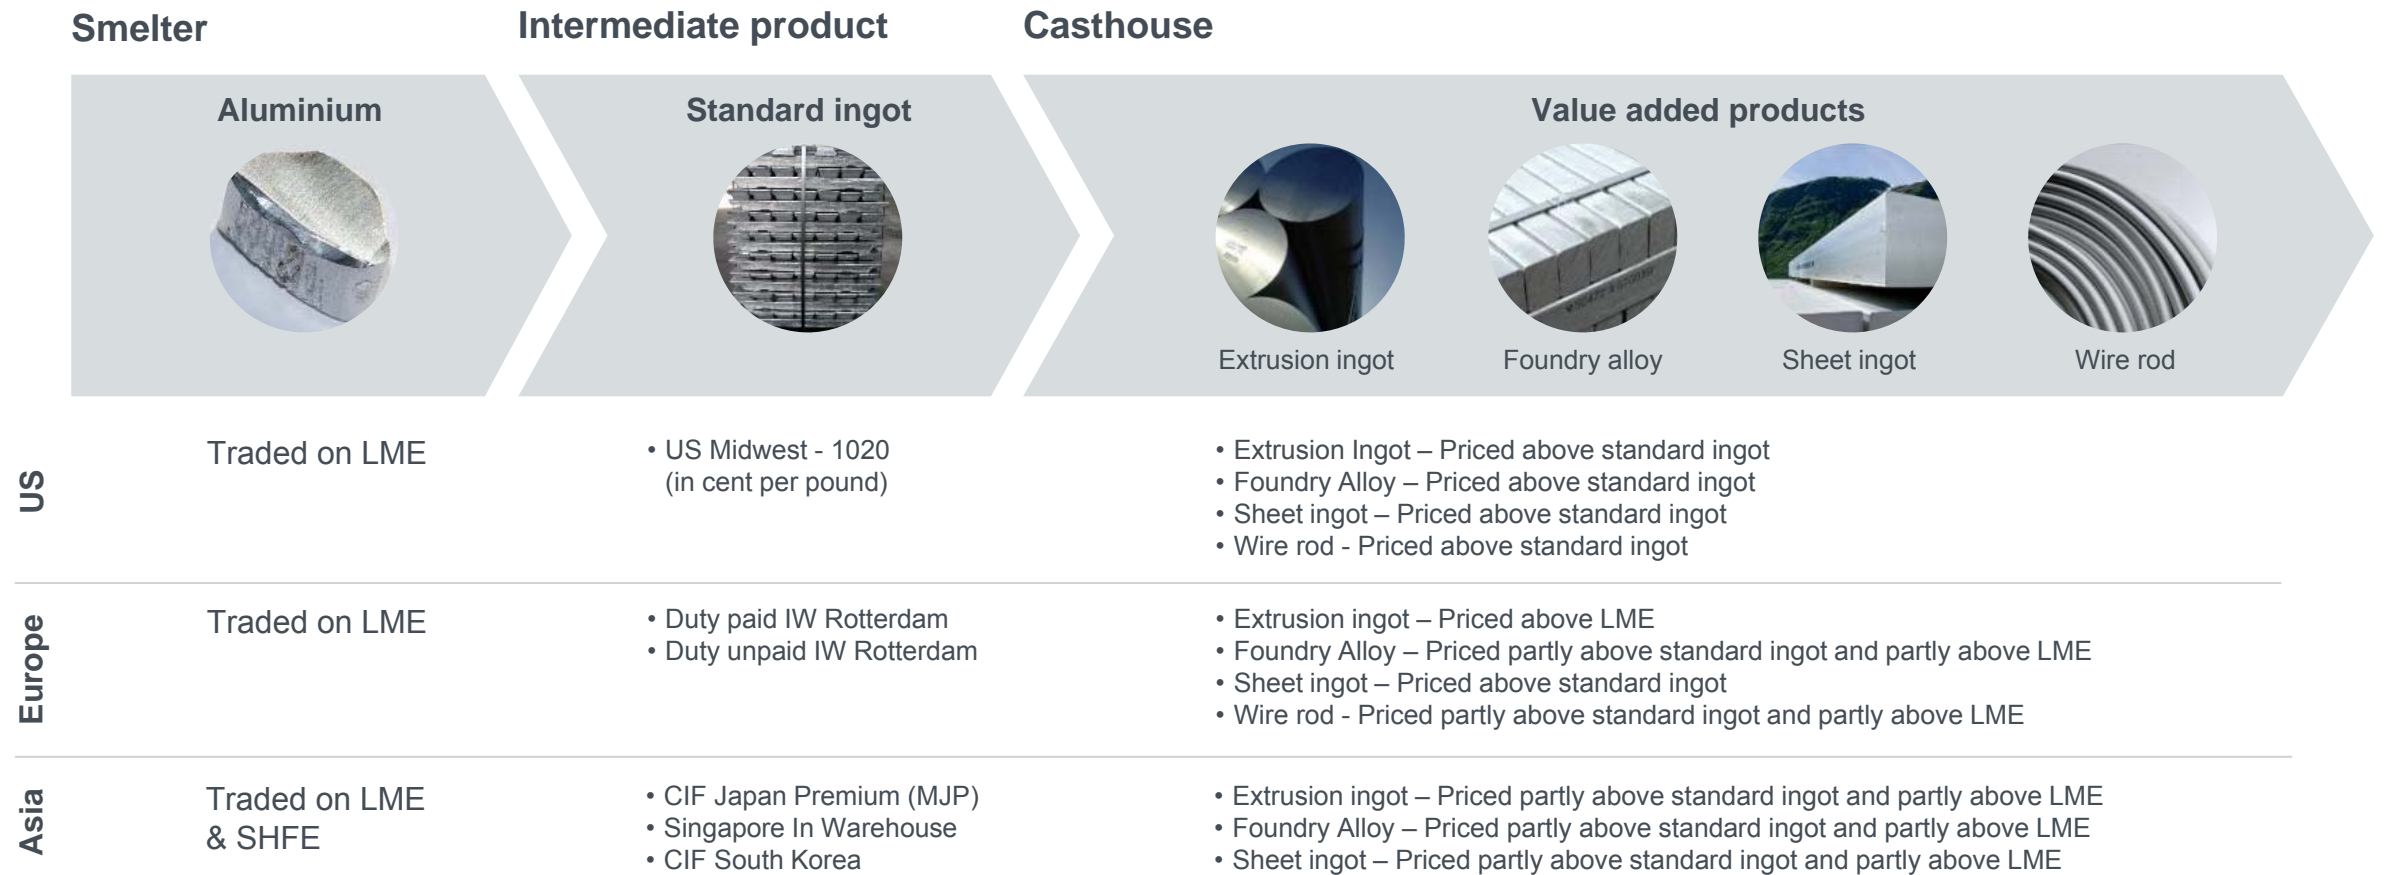 Smelter
Intermediate product
Casthouse
Aluminium
Standard ingot
Value added products
Extrusion ingot
Foundry alloy
Sheet ingot
Wire rod
US
Traded on LME
• US Midwest - 1020
(in cent per pound)
• Extrusion Ingot – Priced above standard ingot
• Foundry Alloy – Priced above standard ingot
• Sheet ingot – Priced above standard ingot
• Wire rod - Priced above standard ingot
Europe
Traded on LME
• Duty paid IW Rotterdam
• Duty unpaid IW Rotterdam
• Extrusion ingot – Priced above LME
• Foundry Alloy – Priced partly above standard ingot and partly above LME
• Sheet ingot – Priced above standard ingot
• Wire rod - Priced partly above standard ingot and partly above LME
Asia
Traded on LME
& SHFE
• CIF Japan Premium (MJP)
• Singapore In Warehouse
• CIF South Korea
• Extrusion ingot – Priced partly above standard ingot and partly above LME
• Foundry Alloy – Priced partly above standard ingot and partly above LME
• Sheet ingot – Priced partly above standard ingot and partly above LME